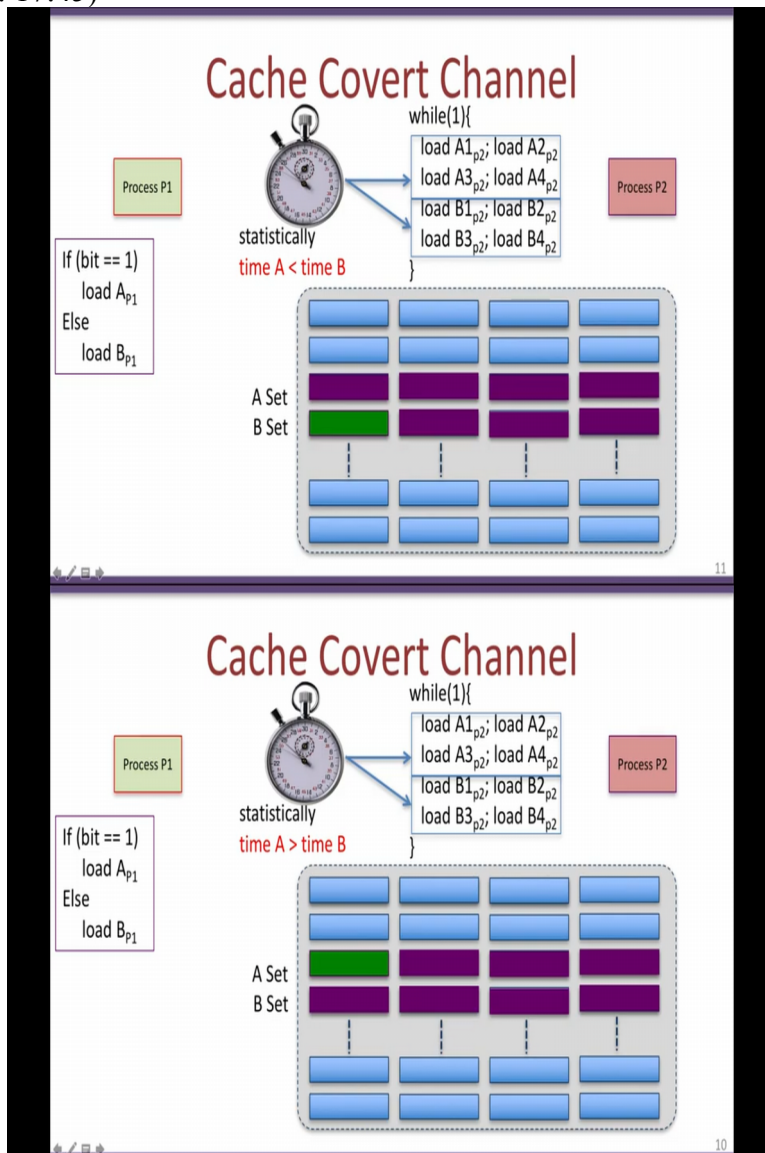 Cache Covert Channel
while(1){
load A1p2; load A2p2
load A3p2; load A4p2
load B1p2; load B2p2
load B3p2; load B4p2
}
Process P1
Process P2
statistically
time A < time B
If (bit == 1)
load AP1
Else
load BP1
A Set
B Set
11
Cache Covert Channel
while(1){
load A1p2; load A2p2
load A3p2; load A4p2
load B1p2; load B2p2
load B3p2; load B4p2
}
Process P1
Process P2
statistically
time A > time B
If (bit == 1)
load AP1
Else
load BP1
A Set
B Set
10